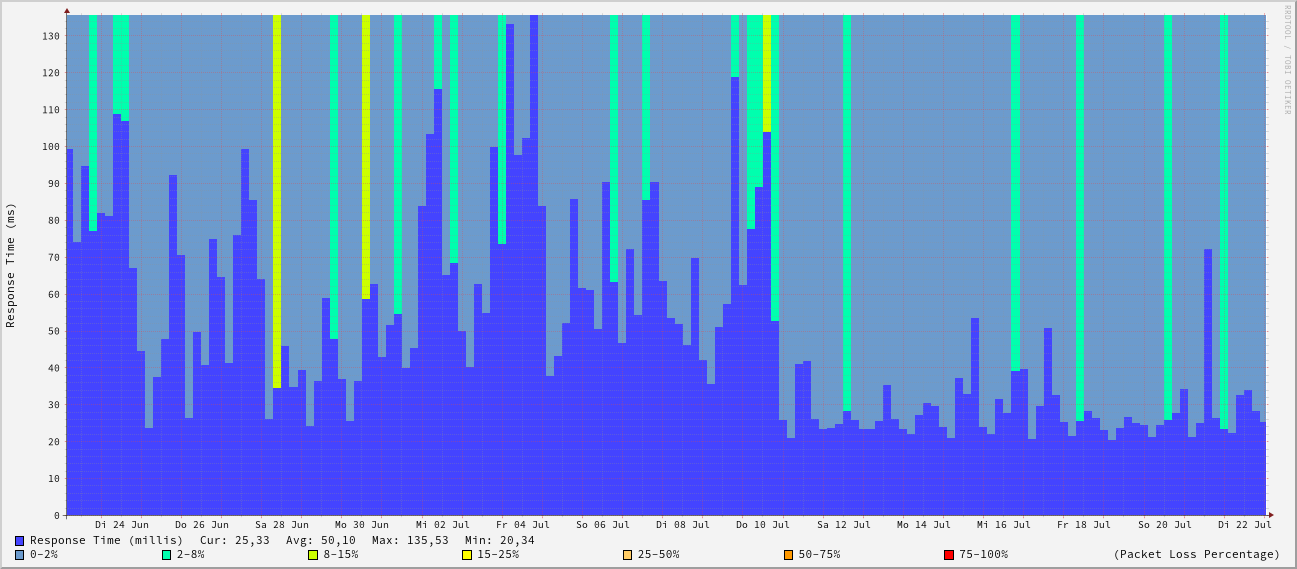 RRDTOOL / TOBI OETIKER
Response Time (ms)
130
120
110
100
90
80
70
60
50
40
30
20
10
0
Di 24 Jun Do 26 Jun Sa 28 Jun Mo 30 Jun Mi 02 Jul Fr 04 Jul So 06 Jul Di 08 Jul Do 10 Jul Sa 12 Jul Mo 14 Jul Mi 16 Jul Fr 18 Jul So 20 Jul Di 22 Jul
Response Time (millis) Cur: 25,33 Avg: 50,10 Max: 135,53 Min: 20,34
0-2% 2-8% 8-15% 15-25% 25-50% 50-75% 75-100% (Packet Loss Percentage)